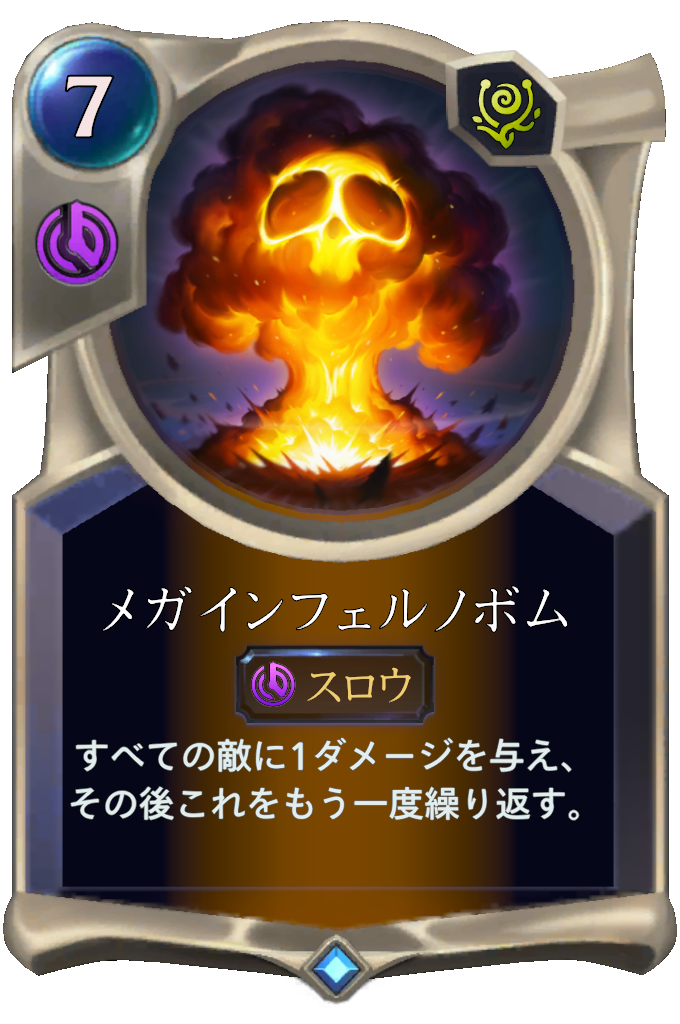 7
メガインフェルノボム
スロウ
すべての敵に1ダメージを与え、
その後これをもう一度繰り返す。